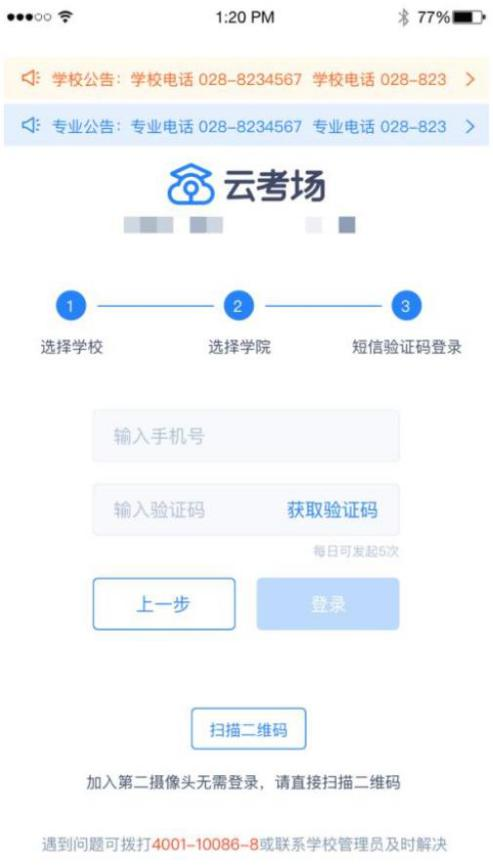 1:20 PM 77%
学校公告：学校电话 028-8234567 学校电话 028-823
专业公告：专业电话 028-8234567 专业电话 028-823
云考场
1 2 3
选择学校 选择学院 短信验证码登录
输入手机号
输入验证码 获取验证码
每日可发起5次
上一步 登录
扫描二维码
加入第二摄像头无需登录，请直接扫描二维码
遇到问题可拨打4001-10086-8或联系学校管理员及时解决